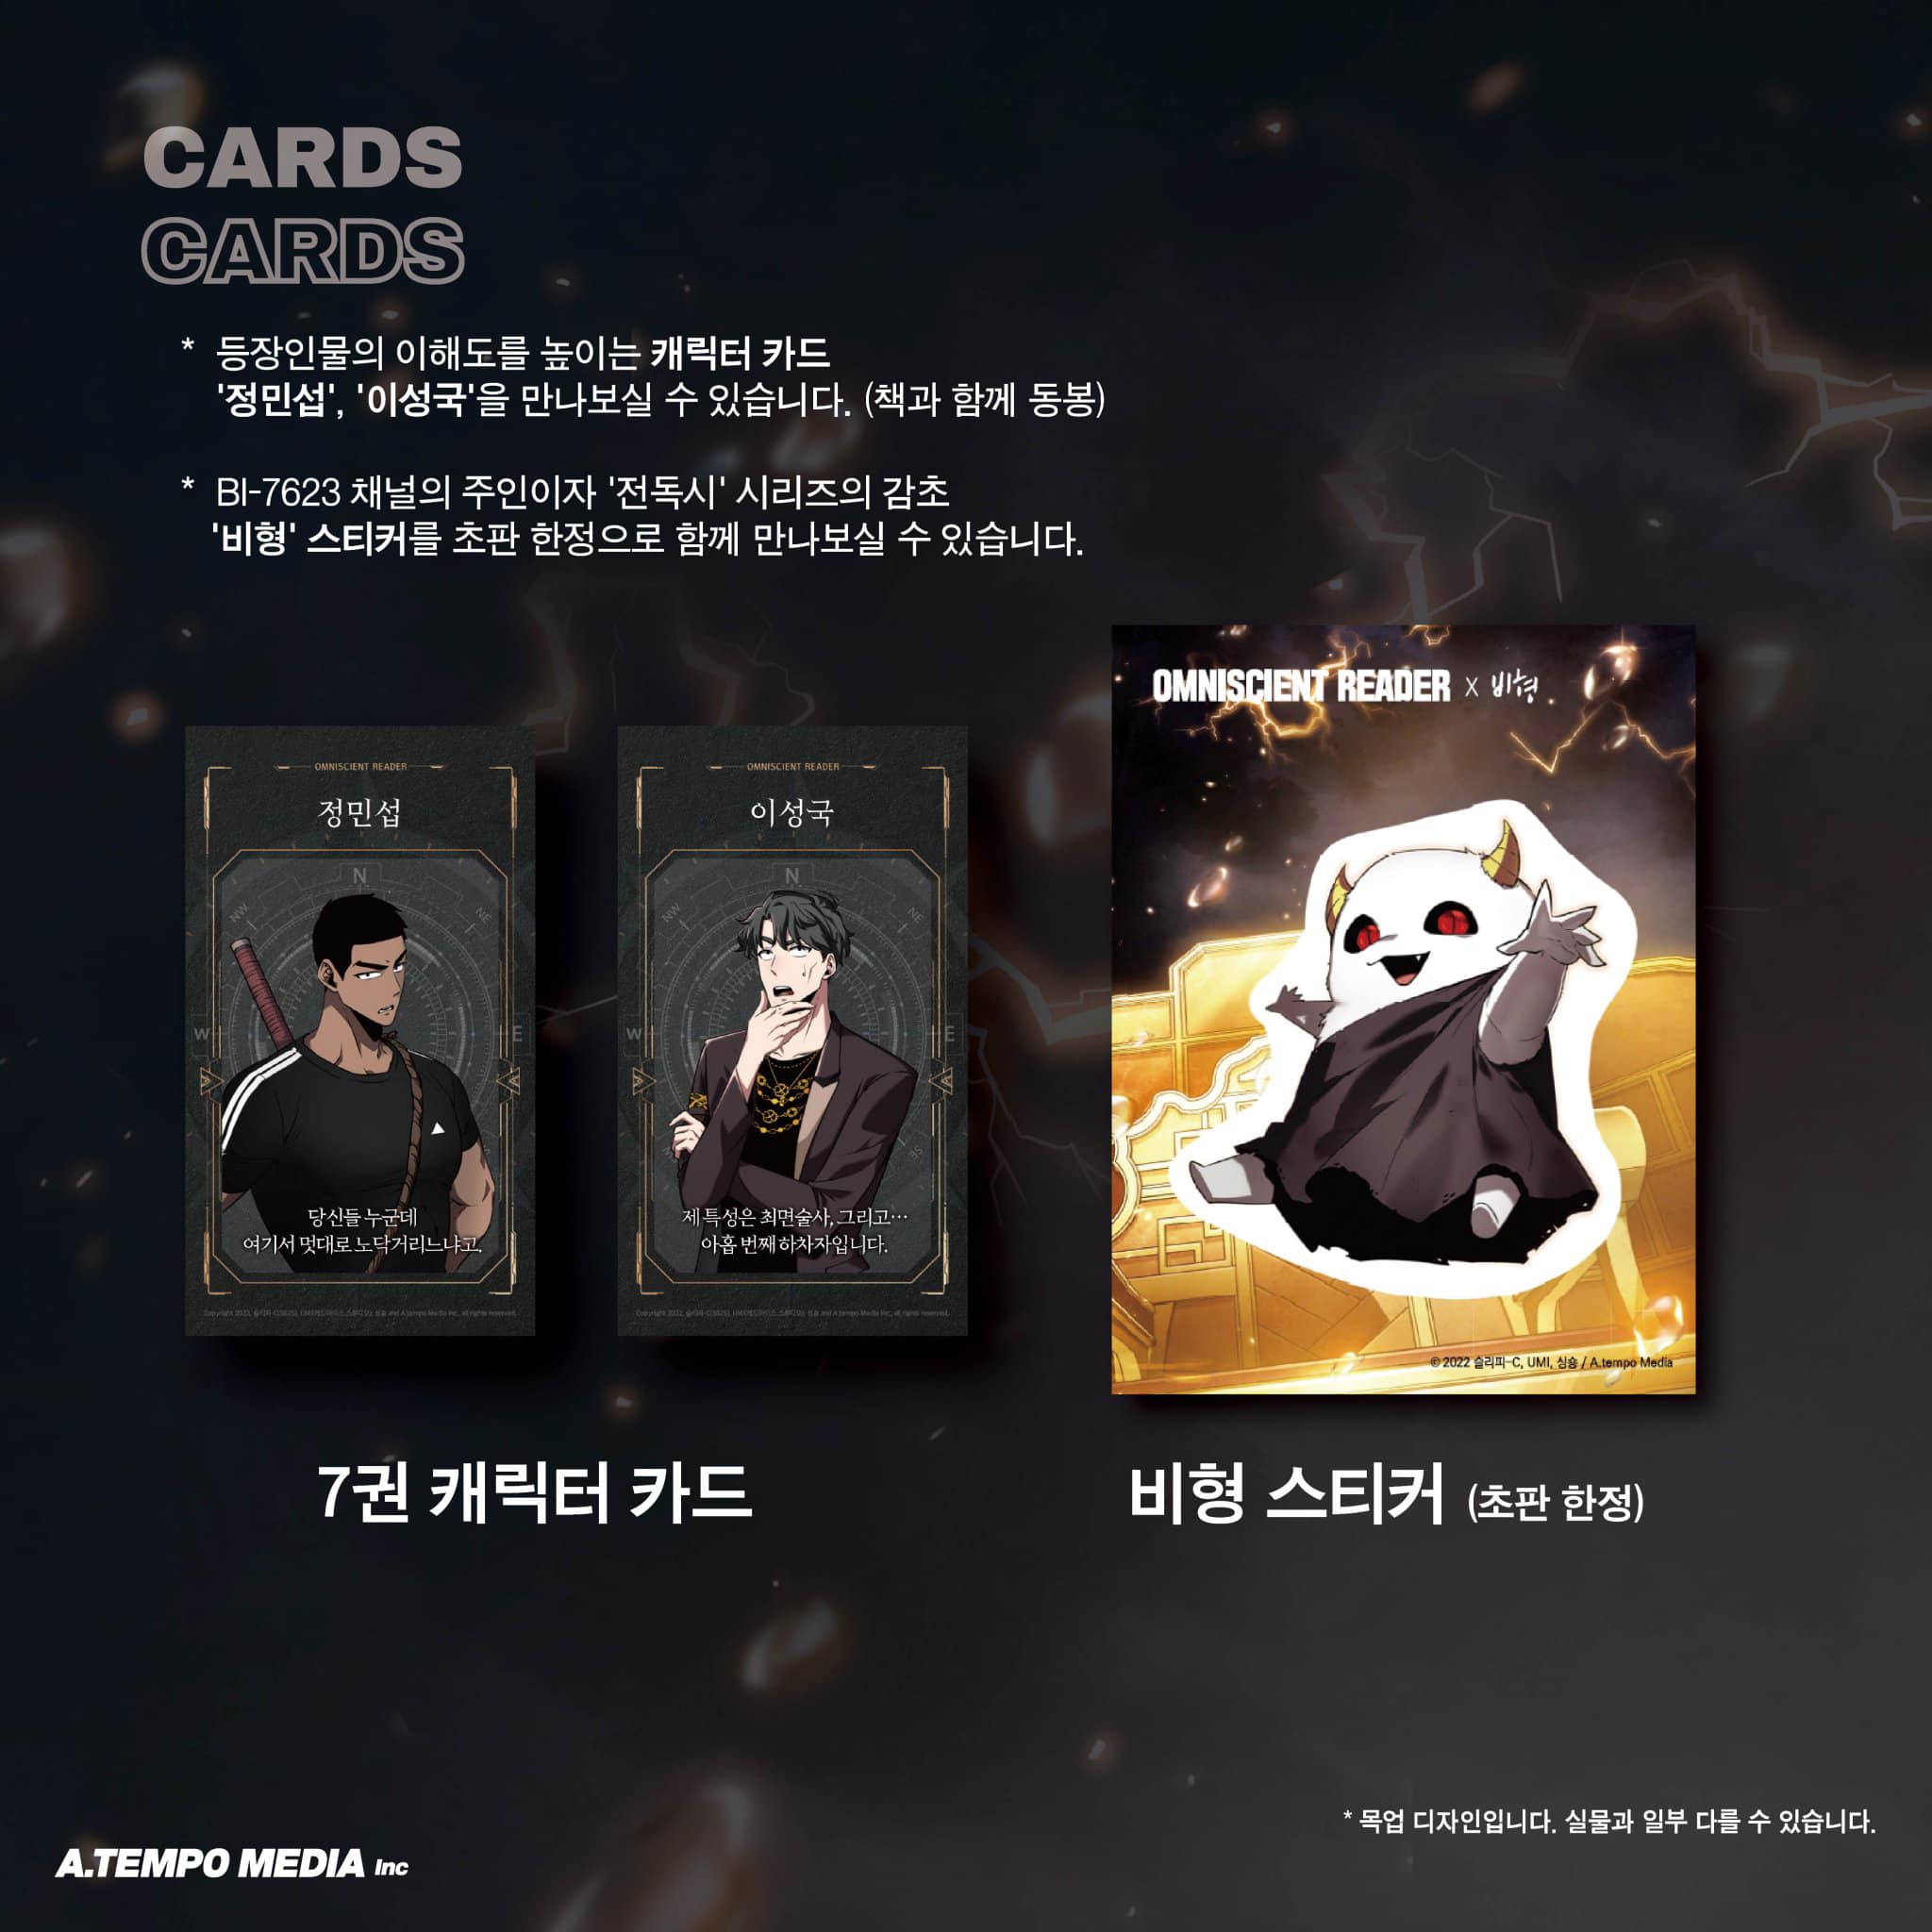 CARDS
CARDS
* 등장인물의 이해도를 높이는 캐릭터 카드
'정민섭', '이성국'을 만나보실 수 있습니다. (책과 함께 동봉)
* BI-7623 채널의 주인이자 '전독시' 시리즈의 감초
'비형' 스티커를 초판 한정으로 함께 만나보실 수 있습니다.
OMNISCIENT READER
정민섭
N
NW
NE
W
E
당신들 누군데
여기서 멋대로 노닥거리느냐고.
OMNISCIENT READER
이성국
N
NW
NE
W
E
SE
제 특성은 최면술사, 그리고…
아홉 번째 하차자입니다.
OMNISCIENT READER X 비형
© 2022 슬리피-C, UMI, 싱숑 / A.tempo Media
7권 캐릭터 카드
비형 스티커 (초판 한정)
* 목업 디자인입니다. 실물과 일부 다를 수 있습니다.
A.TEMPO MEDIA Inc